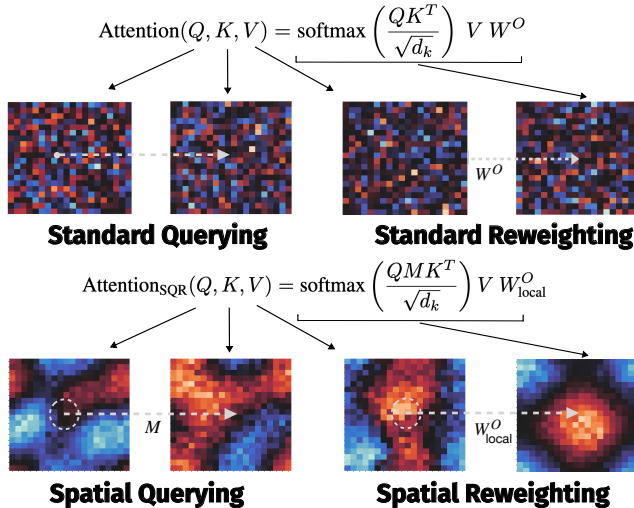 Attention(Q, K, V) = softmax (QK^T / √d_k) V W^O
W^O
Standard Querying Standard Reweighting
Attention_SQR(Q, K, V) = softmax (QMK^T / √d_k) V W^O_local
M W^O_local
Spatial Querying Spatial Reweighting